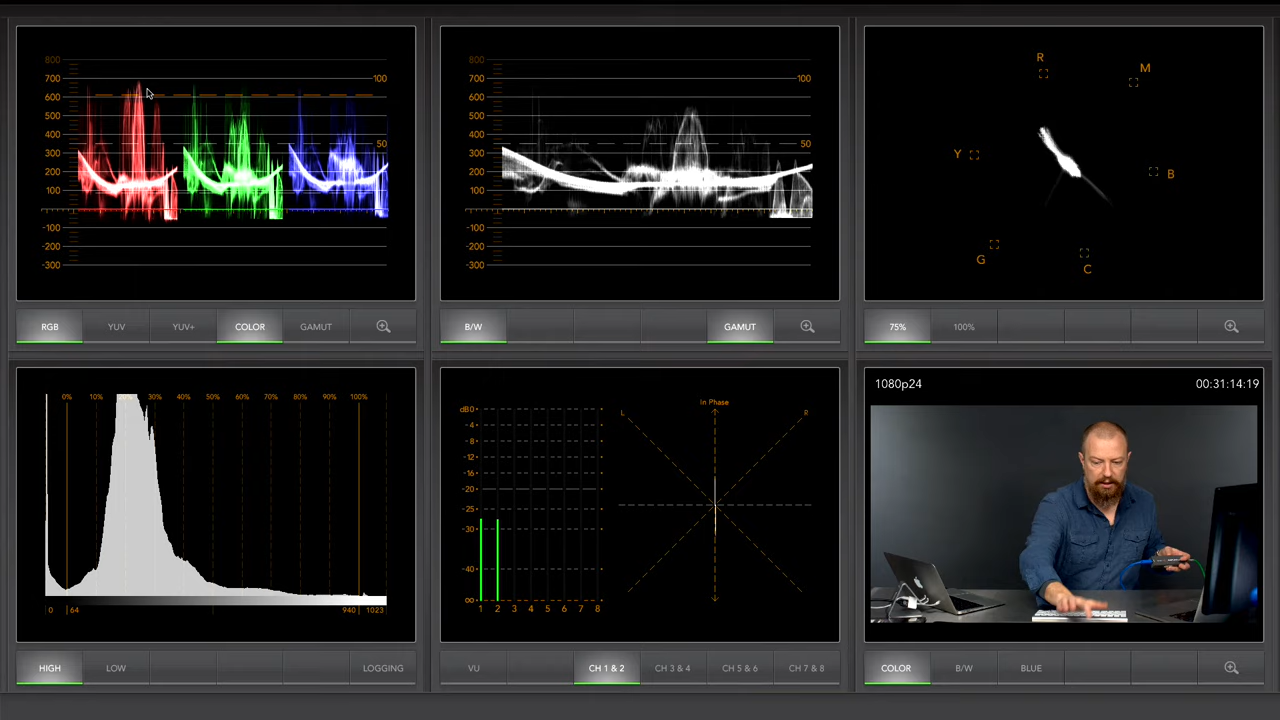 800
700
600
500
400
300
200
100
-100
-200
-300
100
50
RGB YUV YUV+ COLOR GAMUT
800
700
600
500
400
300
200
100
-100
-200
-300
100
50
B/W GAMUT
R
M
Y
B
G
C
75% 100%
0% 10% 20% 30% 40% 50% 60% 70% 80% 90% 100%
0 64 940 1023
HIGH LOW LOGGING
dB0
-4
-8
-12
-16
-20
-25
-30
-40
∞
1 2 3 4 5 6 7 8
In Phase
L R
VU CH 1 & 2 CH 3 & 4 CH 5 & 6 CH 7 & 8
1080p24 00:31:14:19
COLOR B/W BLUE